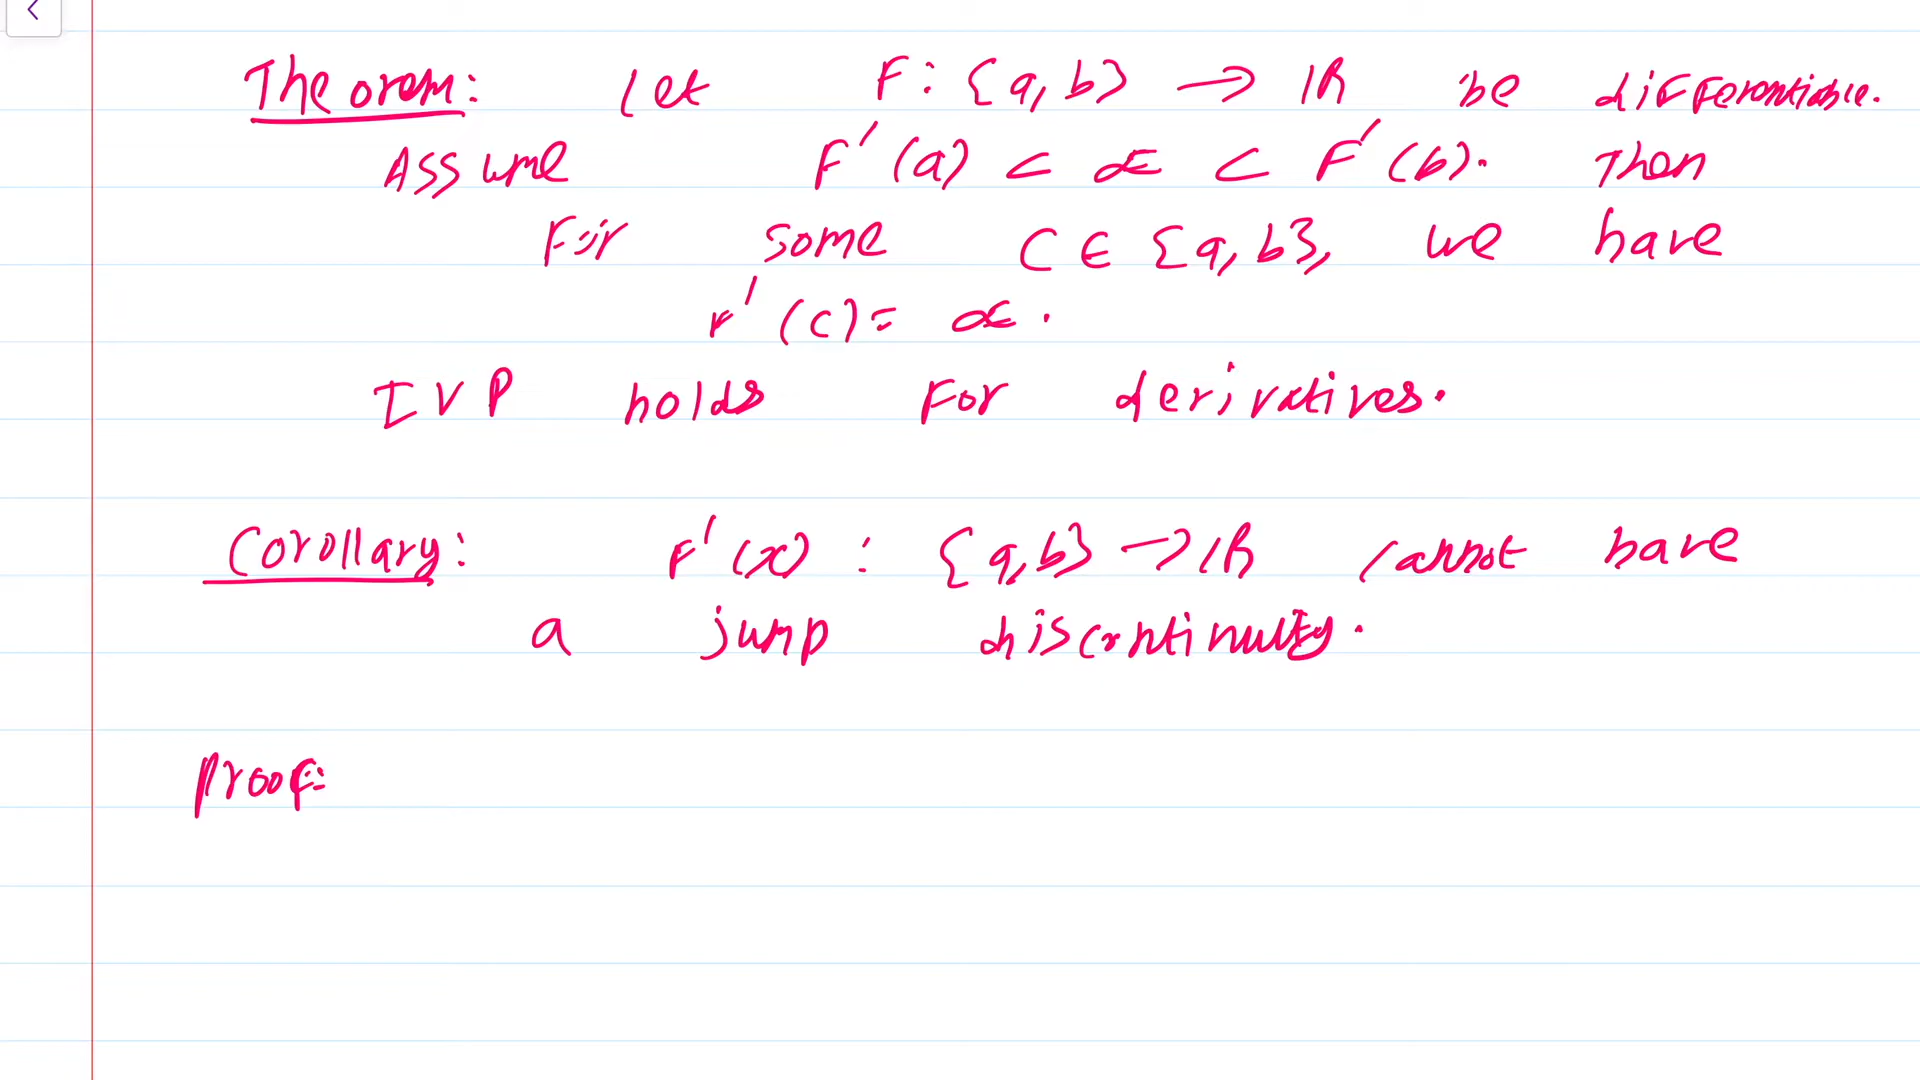 Theorem: Let F: {a, b} → ℝ be differentiable.
Assume F'(a) < α < F'(b). Then
For some C ∈ {a, b}, we have
F'(c) = α.
IVP holds For derivatives.
Corollary: F'(x) : {a,b} → ℝ cannot have
a jump discontinuity.
Proof: